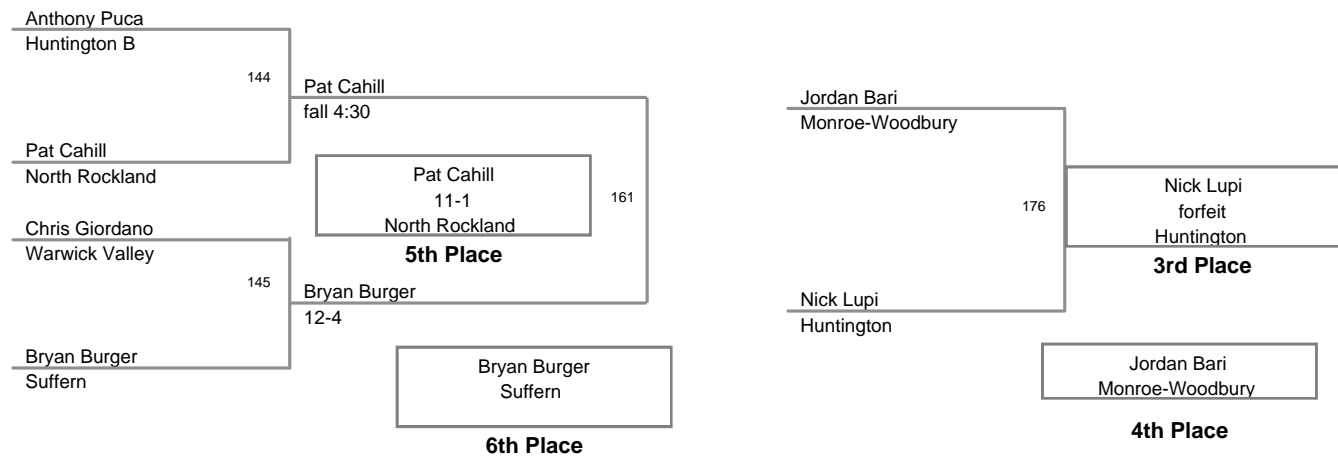 Anthony Puca
Huntington B
144
Pat Cahill
fall 4:30
Pat Cahill
North Rockland
Pat Cahill
11-1
North Rockland
5th Place
161
Chris Giordano
Warwick Valley
145
Bryan Burger
12-4
Bryan Burger
Suffern
Bryan Burger
Suffern
6th Place
Jordan Bari
Monroe-Woodbury
176
Nick Lupi
forfeit
Huntington
3rd Place
Nick Lupi
Huntington
Jordan Bari
Monroe-Woodbury
4th Place